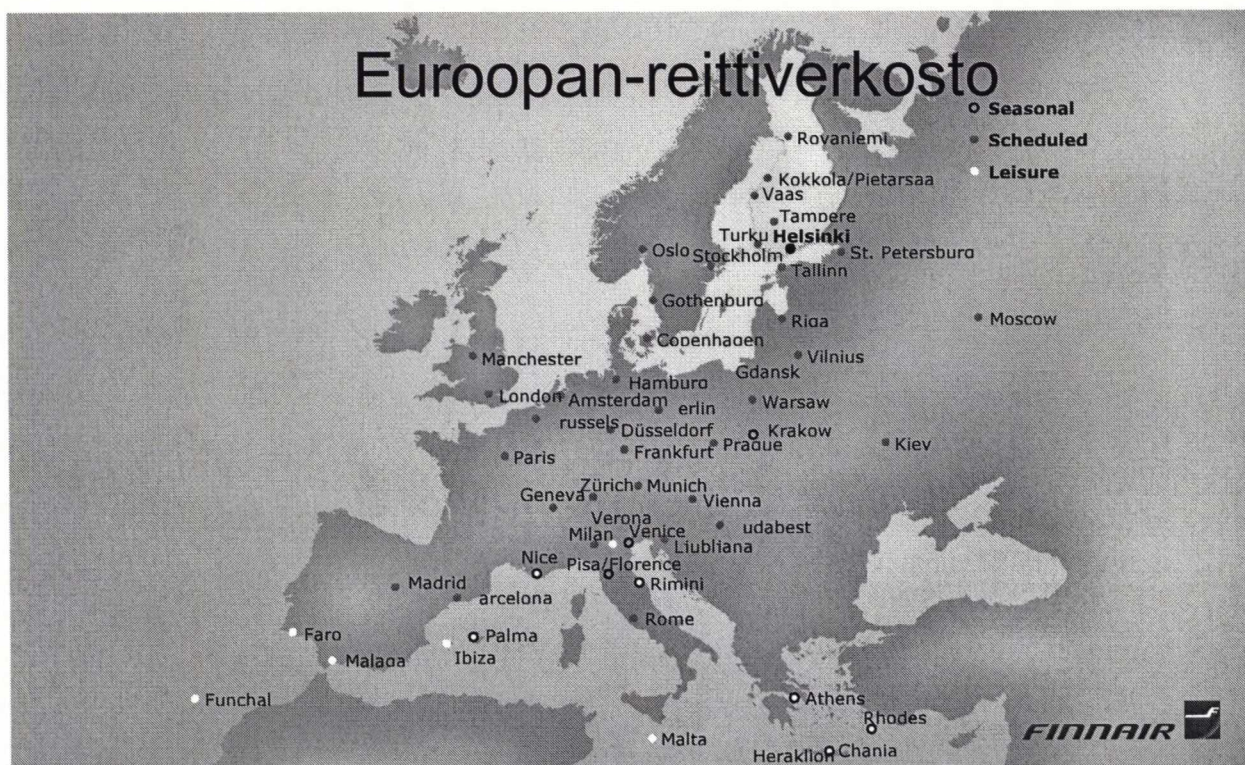 Euroopan-reittiverkosto
Seasonal
Scheduled
Leisure
Rovaniemi
Kokkola/Pietarsaa
Vaas
Tampere
Turku Helsinki
Oslo
Stockholm
St. Petersburg
Tallinn
Gothenburg
Riga
Moscow
Copenhagen
Manchester
Vilnius
Gdansk
Hamburg
London
Amsterdam
Warsaw
erlin
russels
Düsseldorf
Krakow
Prague
Kiev
Paris
Frankfurt
Zürich
Munich
Geneva
Vienna
Verona
udabest
Milan
Venice
Ljubljana
Nice
Pisa/Florence
Madrid
Rimini
arcelona
Rome
Faro
Palma
Malaga
Ibiza
Funchal
Athens
Rhodes
Malta
Heraklion
Chania
FINNAIR